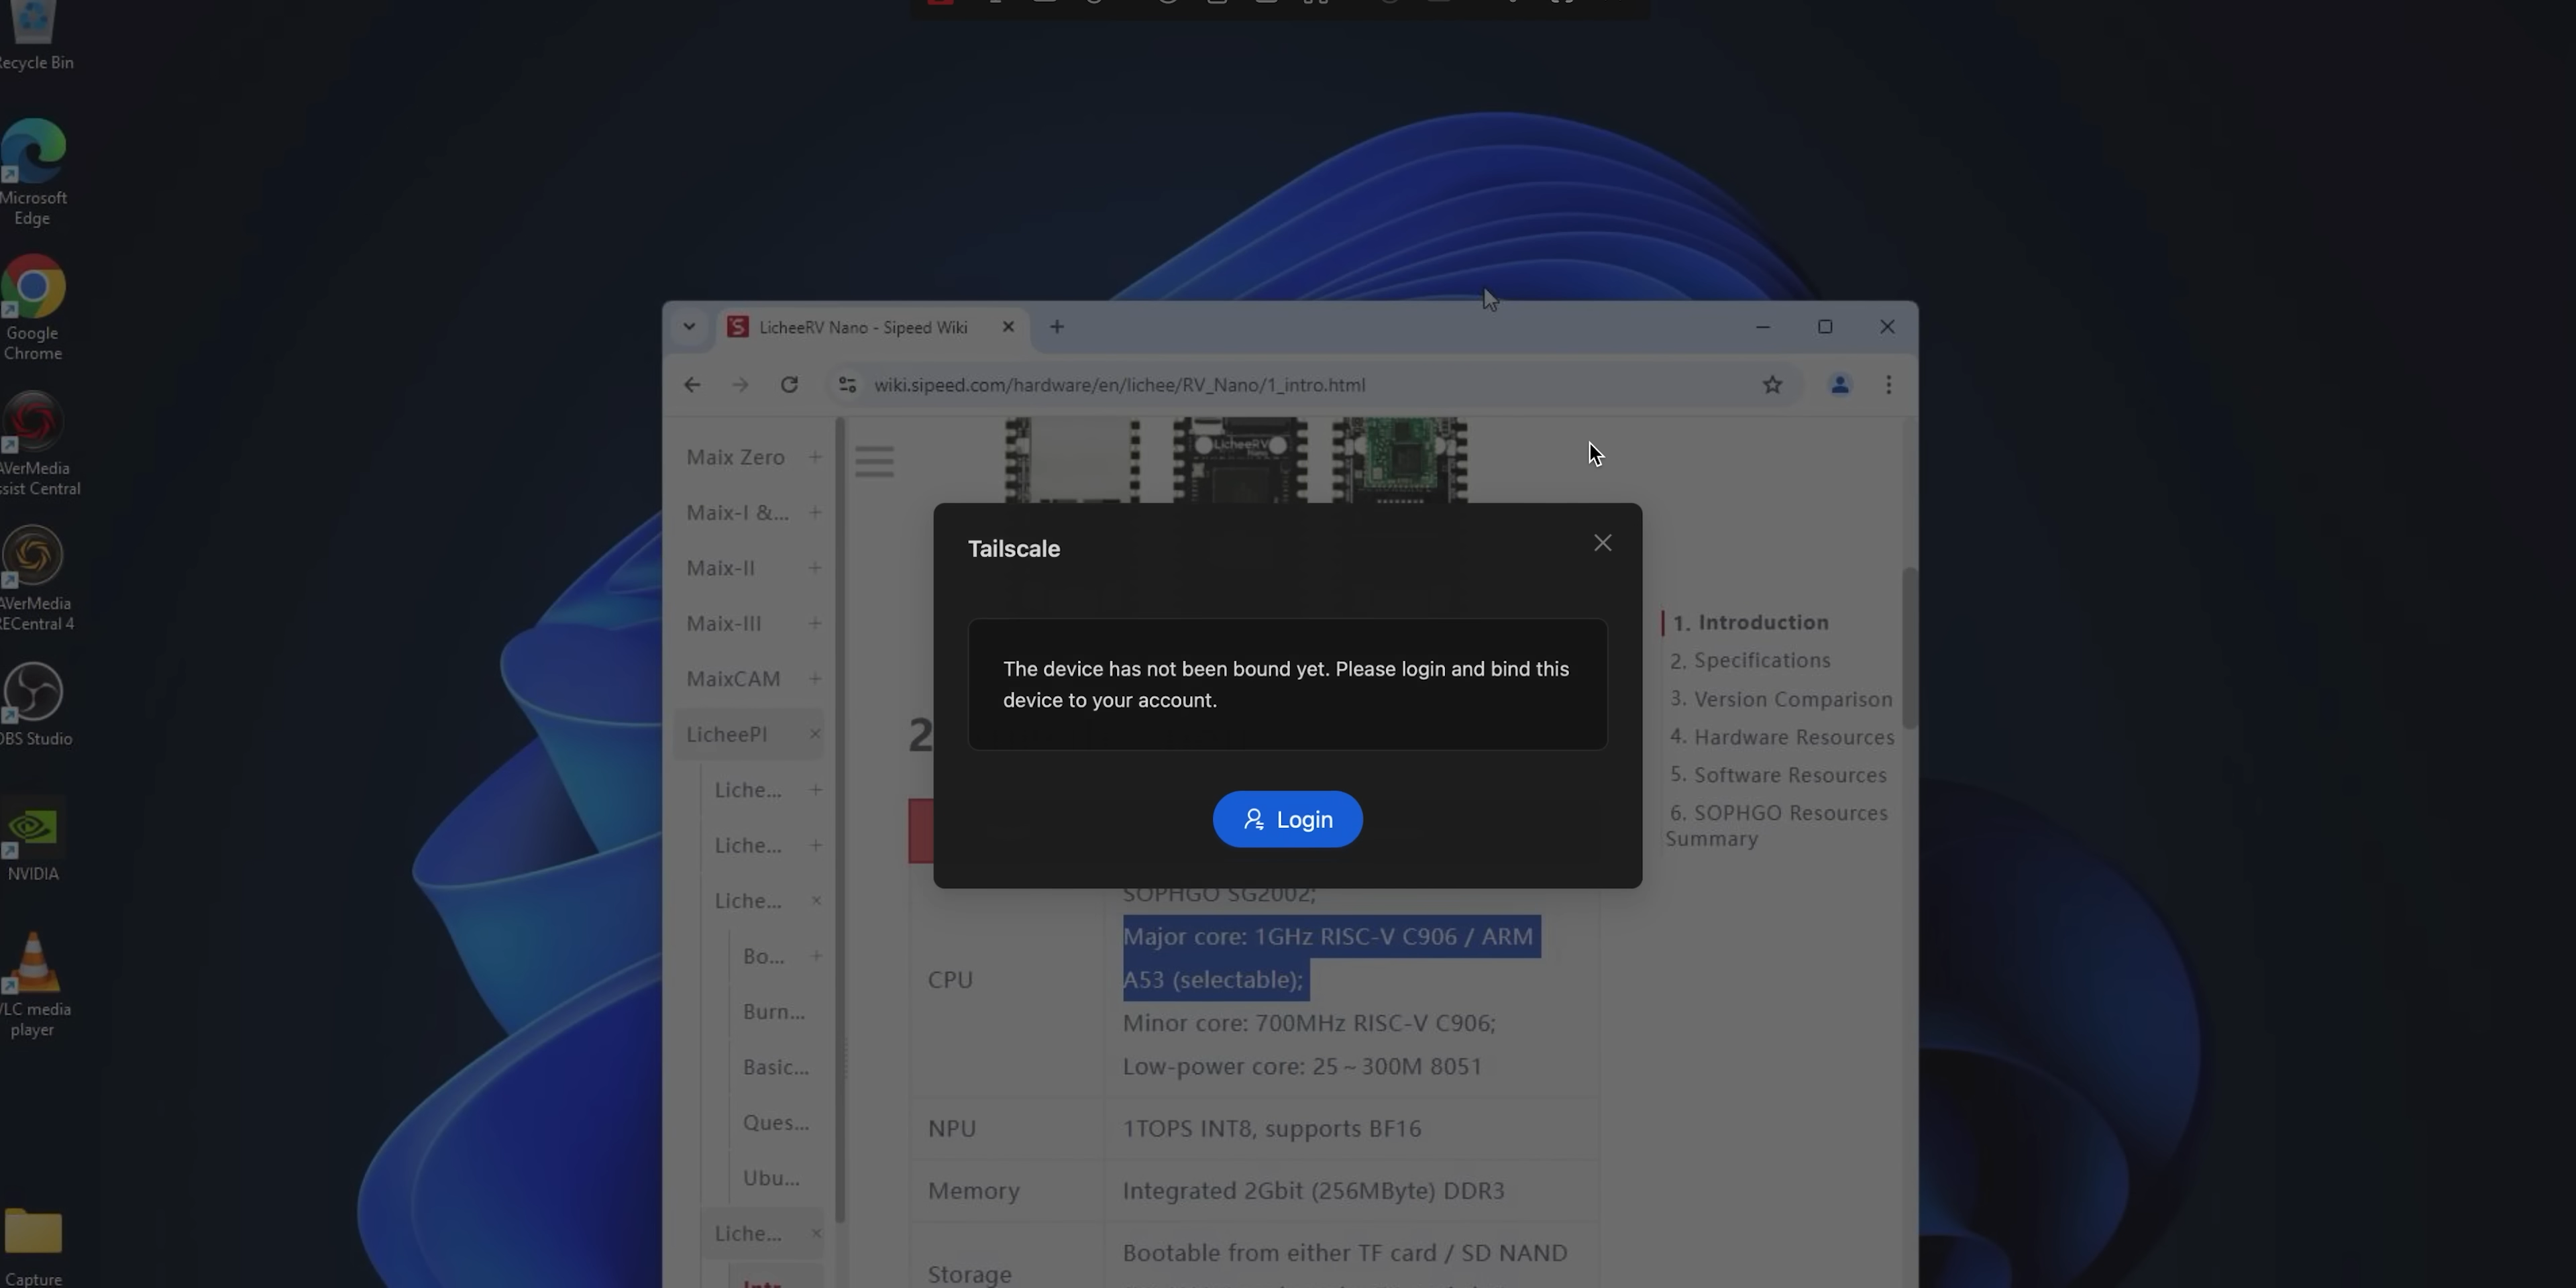 Recycle Bin
Microsoft
Edge
Google
Chrome
AVerMedia
Assist Central
AVerMedia
RECentral 4
OBS Studio
NVIDIA
VLC media
player
Capture
LicheeRV Nano - Sipeed Wiki
wiki.sipeed.com/hardware/en/lichee/RV_Nano/1_intro.html
Maix Zero
Maix-I &...
Maix-II
Maix-III
MaixCAM
LicheePI
Liche...
Liche...
Liche...
Bo...
Burn...
Basic...
Ques...
Ubu...
Liche...
Intr
LicheeRV
Nano
2
Tailscale
The device has not been bound yet. Please login and bind this
device to your account.
Login
SOPHGO SG2002;
CPU
Major core: 1GHz RISC-V C906 / ARM
A53 (selectable);
Minor core: 700MHz RISC-V C906;
Low-power core: 25 ~ 300M 8051
NPU
1TOPS INT8, supports BF16
Memory
Integrated 2Gbit (256MByte) DDR3
Storage
Bootable from either TF card / SD NAND
1. Introduction
2. Specifications
3. Version Comparison
4. Hardware Resources
5. Software Resources
6. SOPHGO Resources
Summary